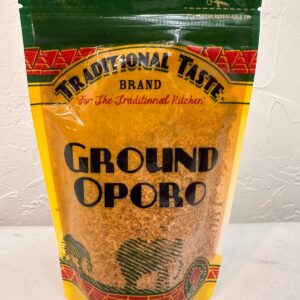 TRADITIONAL TASTE
BRAND
"For The Traditional Kitchen"
GROUND
OPORO